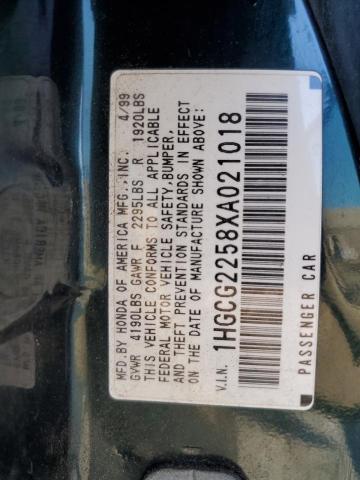 MFD.BY HONDA OF AMERICA MFG.,INC. 4/99
GVWR 4190LBS GAWR F 2295LBS R 1920LBS
THIS VEHICLE CONFORMS TO ALL APPLICABLE
FEDERAL MOTOR VEHICLE SAFETY,BUMPER,
AND THEFT PREVENTION STANDARDS IN EFFECT
ON THE DATE OF MANUFACTURE SHOWN ABOVE:
V.I.N. 1HGCG2258XA021018
PASSENGER CAR